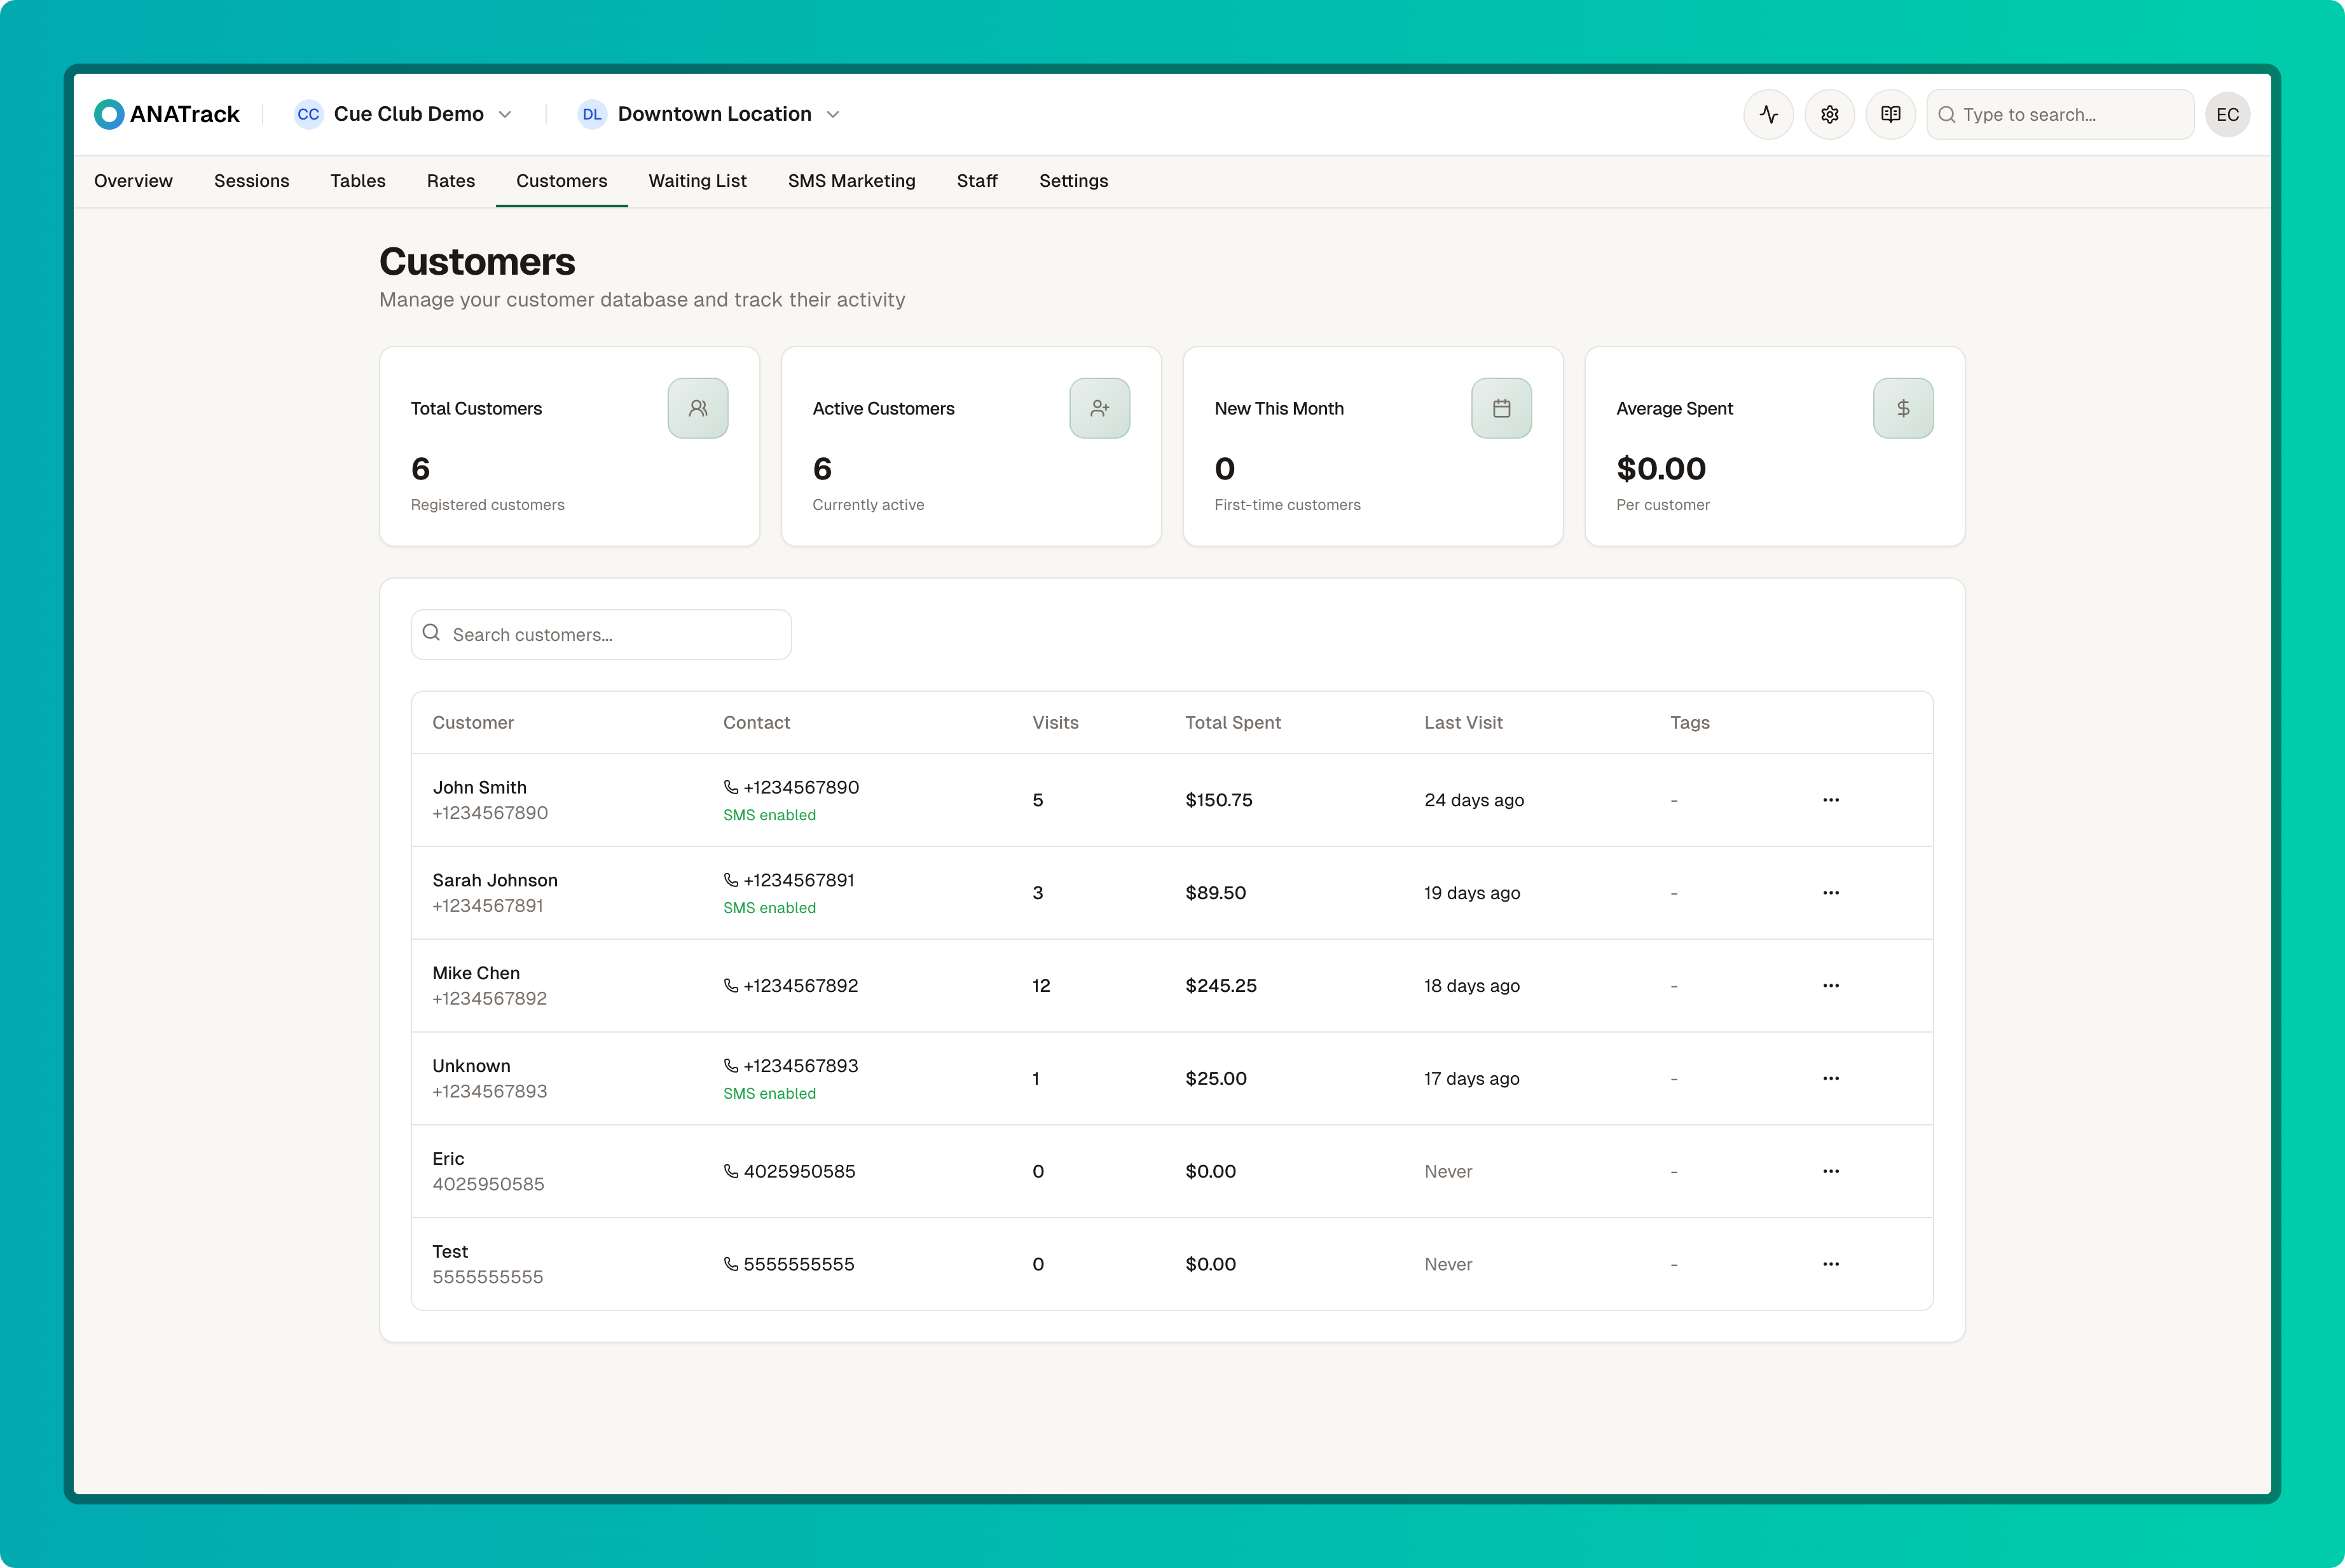 ANATrack CC Cue Club Demo DL Downtown Location Type to search... EC
Overview Sessions Tables Rates Customers Waiting List SMS Marketing Staff Settings
Customers
Manage your customer database and track their activity
Total Customers
6
Registered customers
Active Customers
6
Currently active
New This Month
0
First-time customers
Average Spent
$0.00
Per customer
Search customers...
Customer Contact Visits Total Spent Last Visit Tags
John Smith
+1234567890
+1234567890
SMS enabled
5 $150.75 24 days ago -
Sarah Johnson
+1234567891
+1234567891
SMS enabled
3 $89.50 19 days ago -
Mike Chen
+1234567892
+1234567892
12 $245.25 18 days ago -
Unknown
+1234567893
+1234567893
SMS enabled
1 $25.00 17 days ago -
Eric
4025950585
4025950585
0 $0.00 Never -
Test
5555555555
5555555555
0 $0.00 Never -